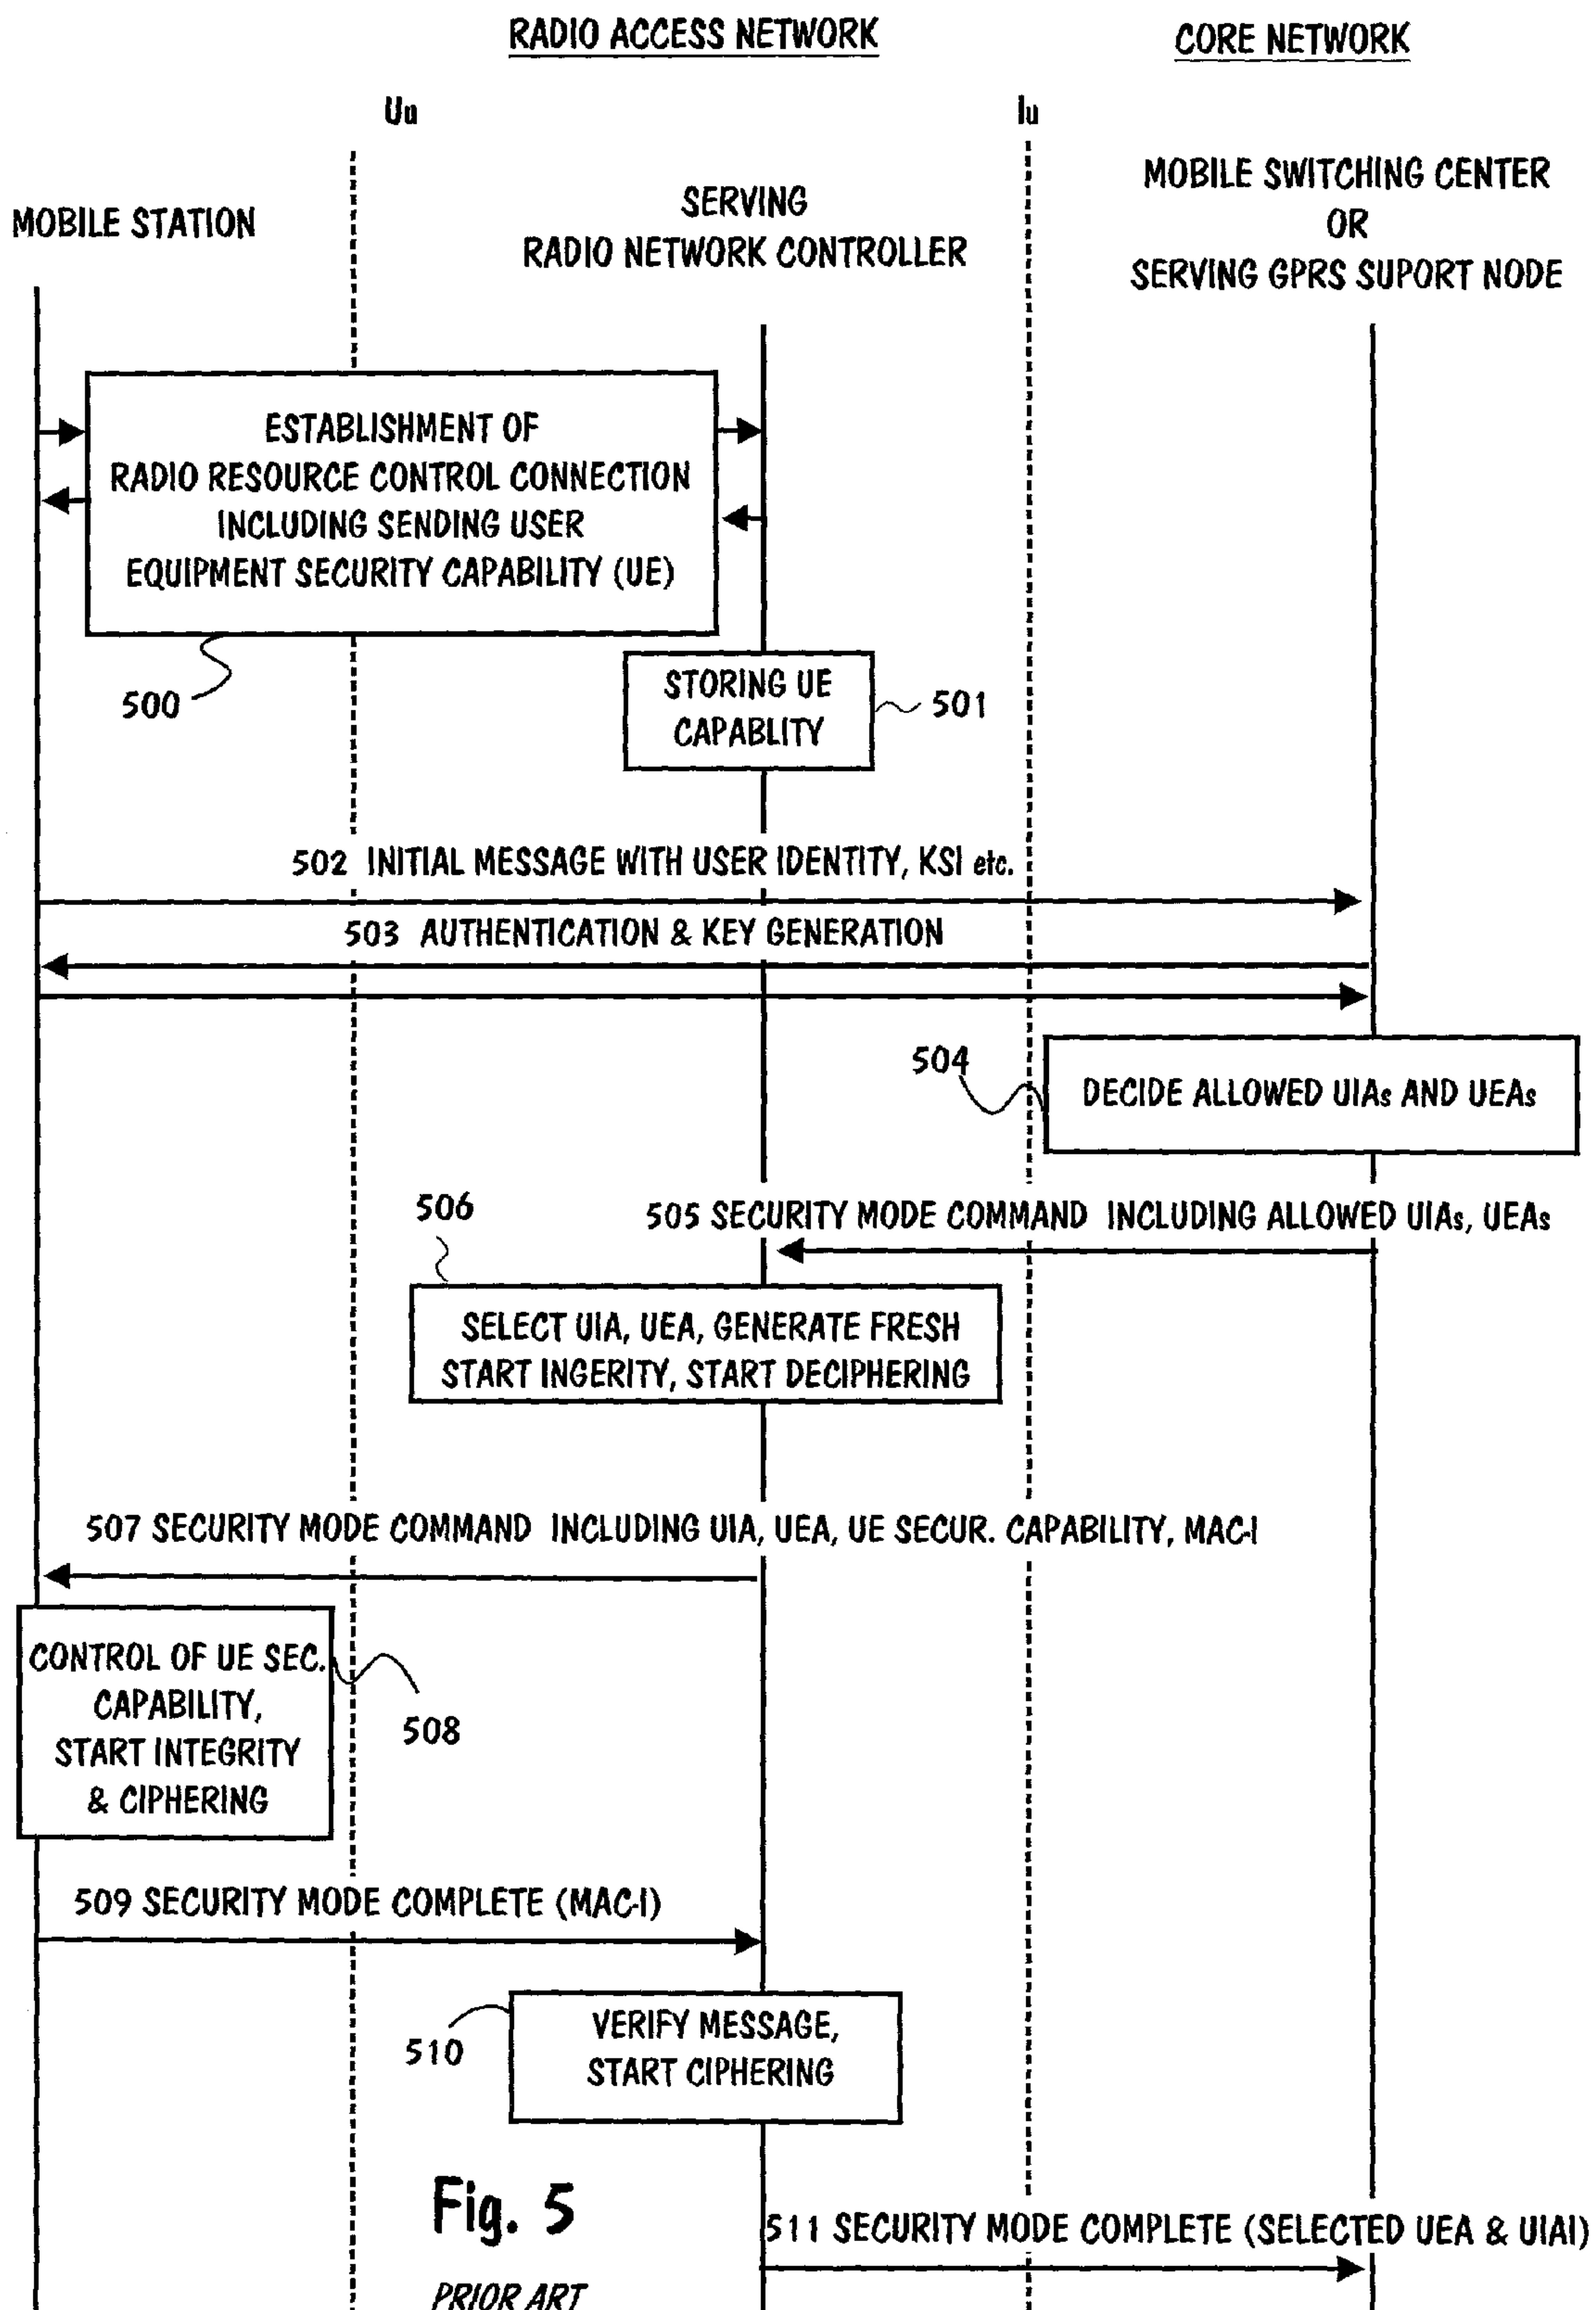 RADIO ACCESS NETWORK
CORE NETWORK
Uu
Iu
MOBILE STATION
SERVING
RADIO NETWORK CONTROLLER
MOBILE SWITCHING CENTER
OR
SERVING GPRS SUPORT NODE
ESTABLISHMENT OF
RADIO RESOURCE CONTROL CONNECTION
INCLUDING SENDING USER
EQUIPMENT SECURITY CAPABILITY (UE)
500
STORING UE
CAPABLITY
501
502 INITIAL MESSAGE WITH USER IDENTITY, KSI etc.
503 AUTHENTICATION & KEY GENERATION
504
DECIDE ALLOWED UIAs AND UEAs
505 SECURITY MODE COMMAND INCLUDING ALLOWED UIAs, UEAs
506
SELECT UIA, UEA, GENERATE FRESH
START INGERITY, START DECIPHERING
507 SECURITY MODE COMMAND INCLUDING UIA, UEA, UE SECUR. CAPABILITY, MAC-I
CONTROL OF UE SEC.
CAPABILITY,
START INTEGRITY
& CIPHERING
508
509 SECURITY MODE COMPLETE (MAC-I)
VERIFY MESSAGE,
START CIPHERING
510
Fig. 5
511 SECURITY MODE COMPLETE (SELECTED UEA & UIAI)
PRIOR ART